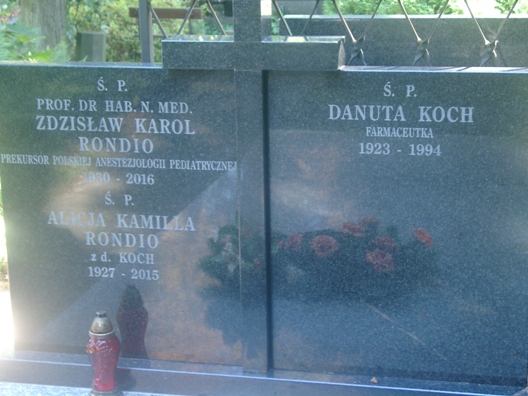 Ś. P.
PROF. DR HAB. N. MED.
ZDZISŁAW KAROL
RONDIO
PREKURSOR POLSKIEJ ANESTEZJOLOGII PEDIATRYCZNEJ
1930 - 2016
Ś. P.
ALICJA KAMILLA
RONDIO
z d. KOCH
1927 - 2015
Ś. P.
DANUTA KOCH
FARMACEUTKA
1923 - 1994